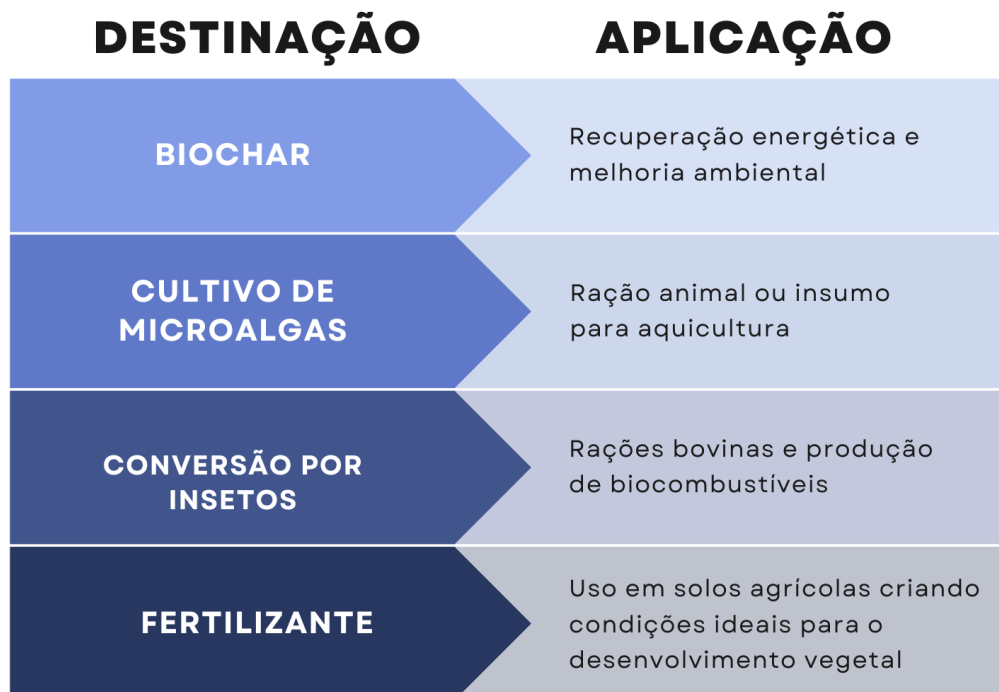 DESTINAÇÃO
APLICAÇÃO
BIOCHAR
Recuperação energética e
melhoria ambiental
CULTIVO DE
MICROALGAS
Ração animal ou insumo
para aquicultura
CONVERSÃO POR
INSETOS
Rações bovinas e produção
de biocombustíveis
FERTILIZANTE
Uso em solos agrícolas criando
condições ideais para o
desenvolvimento vegetal